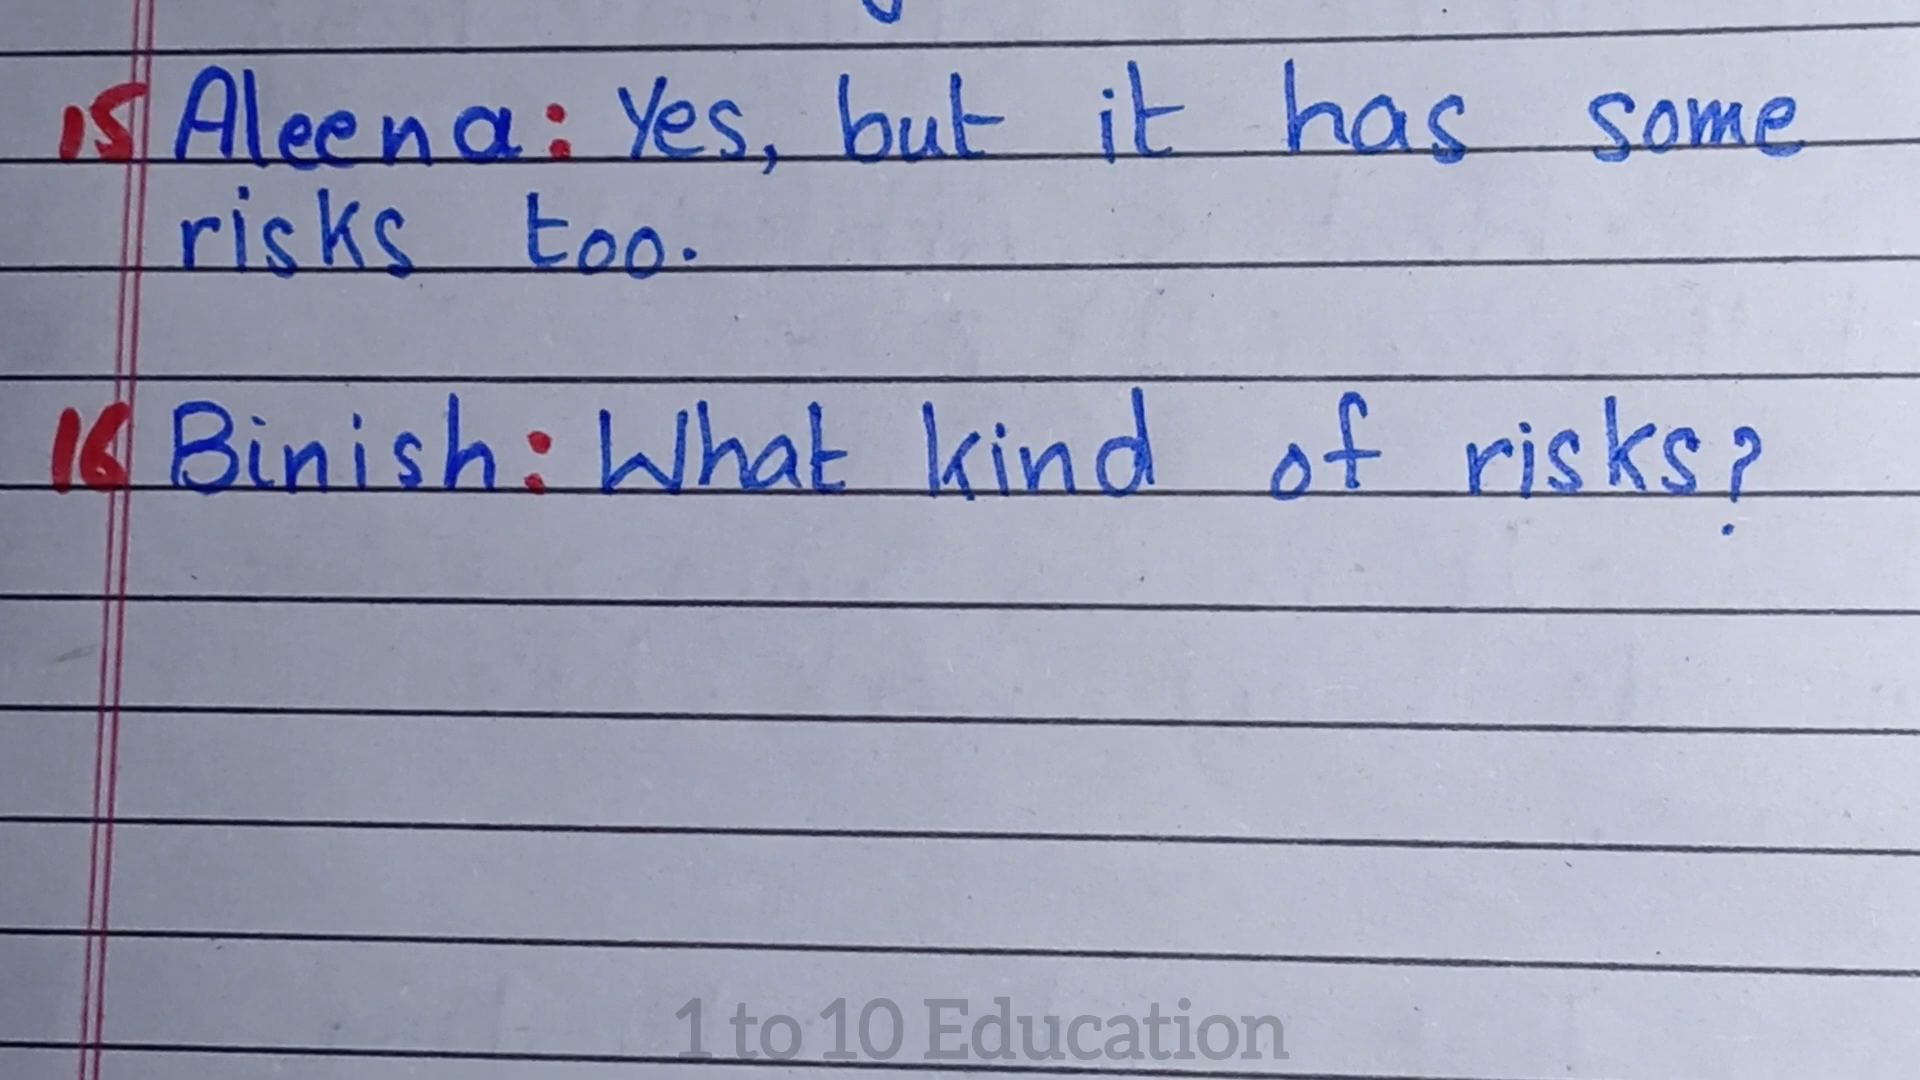 15 Aleena: Yes, but it has some
risks too.
16 Binish: What kind of risks?
1 to 10 Education